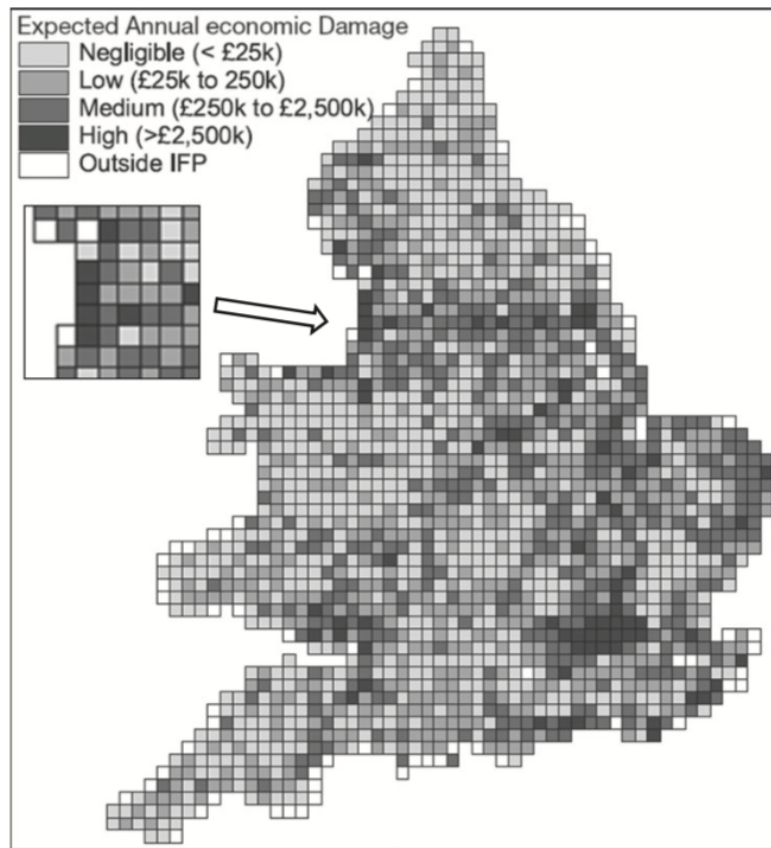 Expected Annual economic Damage
Negligible (< £25k)
Low (£25k to 250k)
Medium (£250k to £2,500k)
High (>£2,500k)
Outside IFP